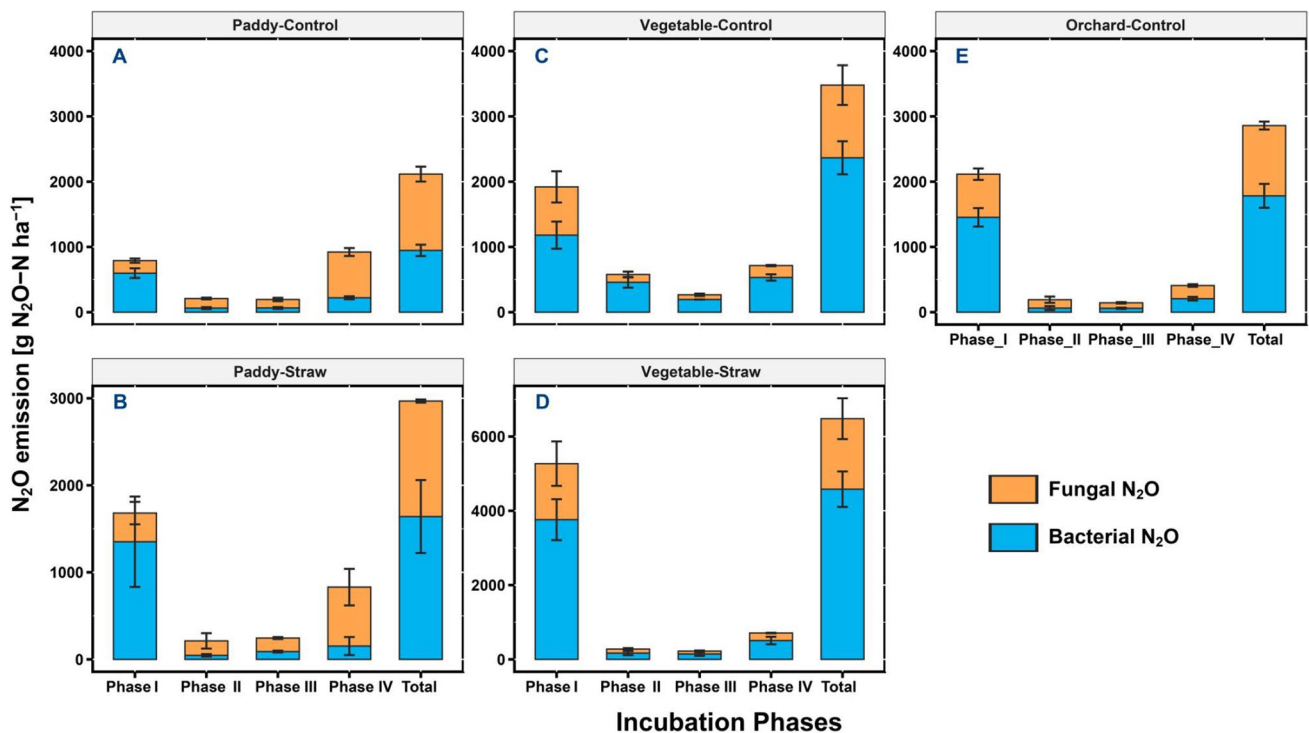 Paddy-Control
A
4000
3000
2000
1000
0
Vegetable-Control
C
4000
3000
2000
1000
0
Orchard-Control
E
4000
3000
2000
1000
0
Phase_I Phase_II Phase_III Phase_IV Total
N₂O emission [g N₂O−N ha⁻¹]
Paddy-Straw
B
3000
2000
1000
0
Phase I Phase II Phase III Phase IV Total
Vegetable-Straw
D
6000
4000
2000
0
Phase I Phase II Phase III Phase IV Total
Fungal N₂O
Bacterial N₂O
Incubation Phases